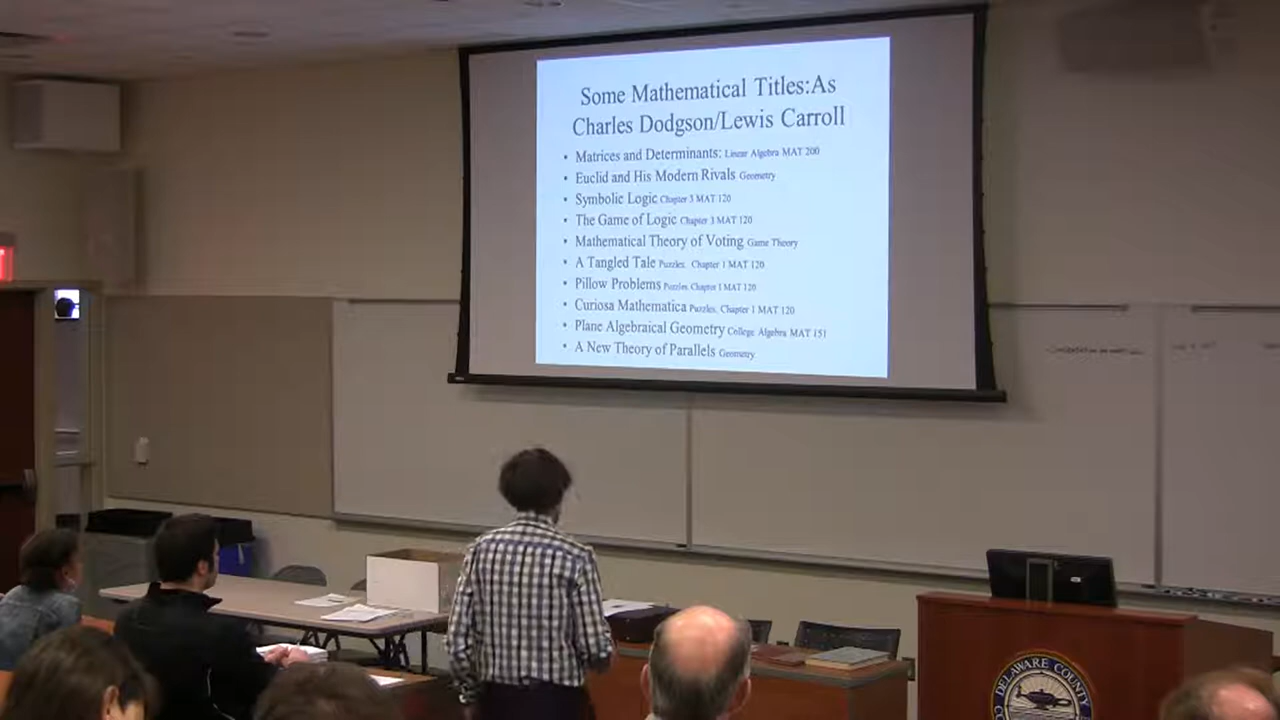 Some Mathematical Titles:As
Charles Dodgson/Lewis Carroll
• Matrices and Determinants: Linear Algebra MAT 200
• Euclid and His Modern Rivals Geometry
• Symbolic Logic Chapter 3 MAT 120
• The Game of Logic Chapter 3 MAT 120
• Mathematical Theory of Voting Game Theory
• A Tangled Tale Puzzles, Chapter 1 MAT 120
• Pillow Problems Puzzles, Chapter 1 MAT 120
• Curiosa Mathematica Puzzles, Chapter 1 MAT 120
• Plane Algebraical Geometry College Algebra MAT 151
• A New Theory of Parallels Geometry
DELAWARE COUNTY